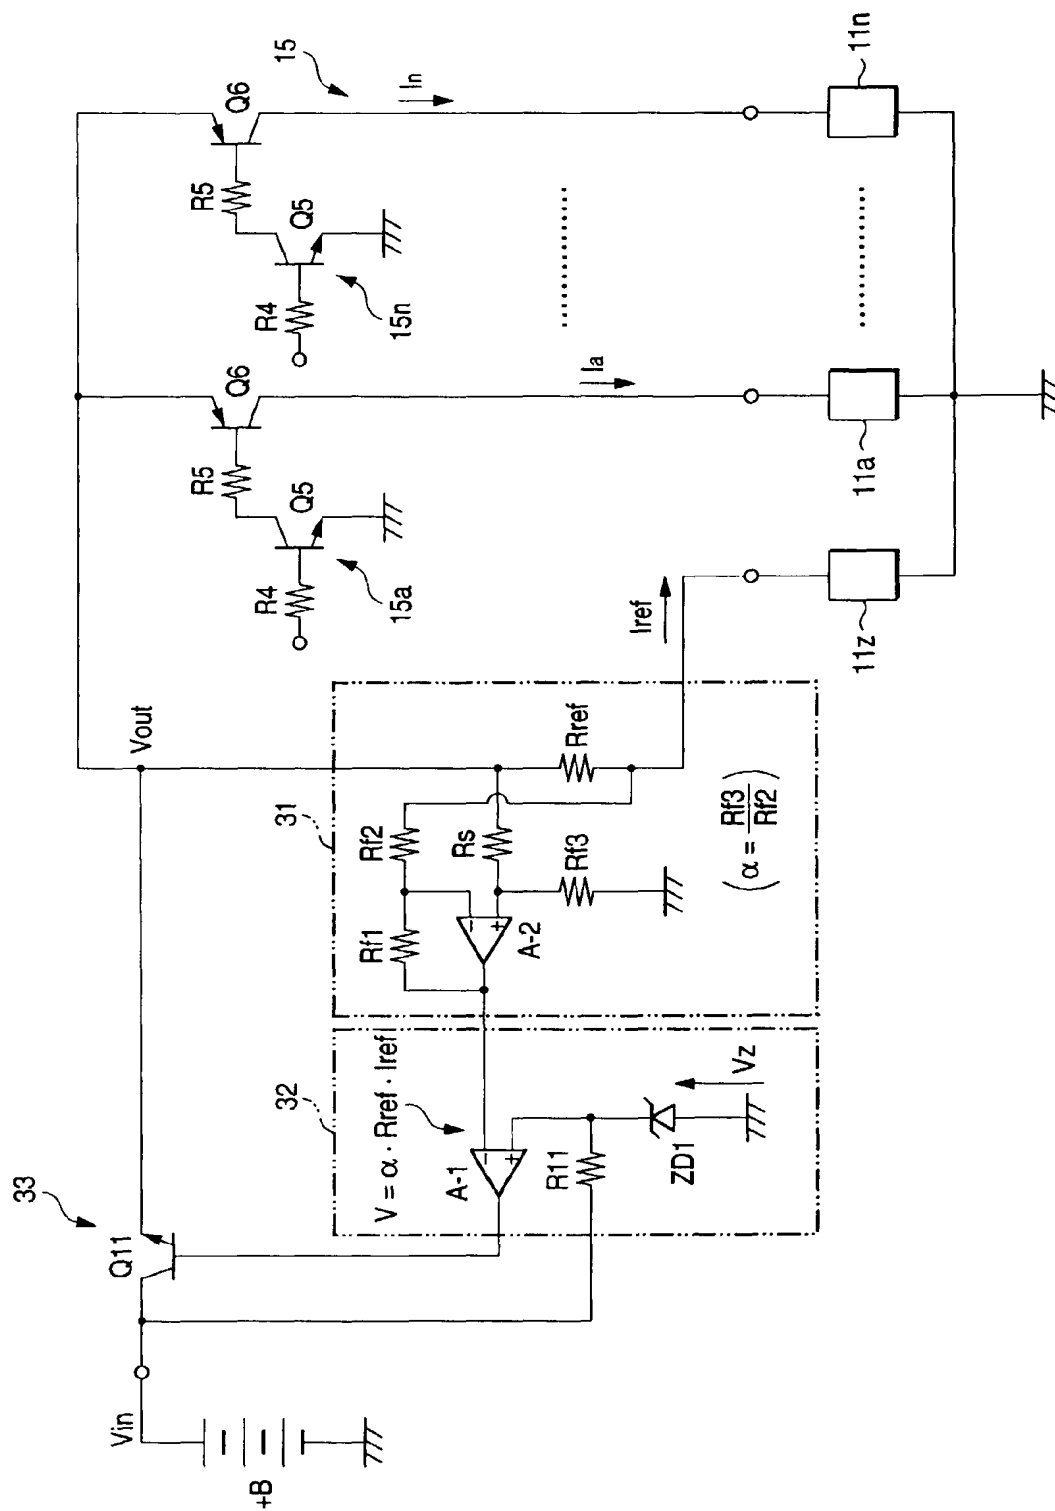 33
Q11
Vin
+B
Vout
32
V = α · Rref · Iref
A-1
R11
ZD1
Vz
31
Rf1
Rf2
A-2
Rs
Rf3
Rref
(α = Rf3
Rf2)
Iref
R4
R5
Q5
Q6
15a
Ia
R4
R5
Q5
Q6
15n
15
In
11z
11a
11n